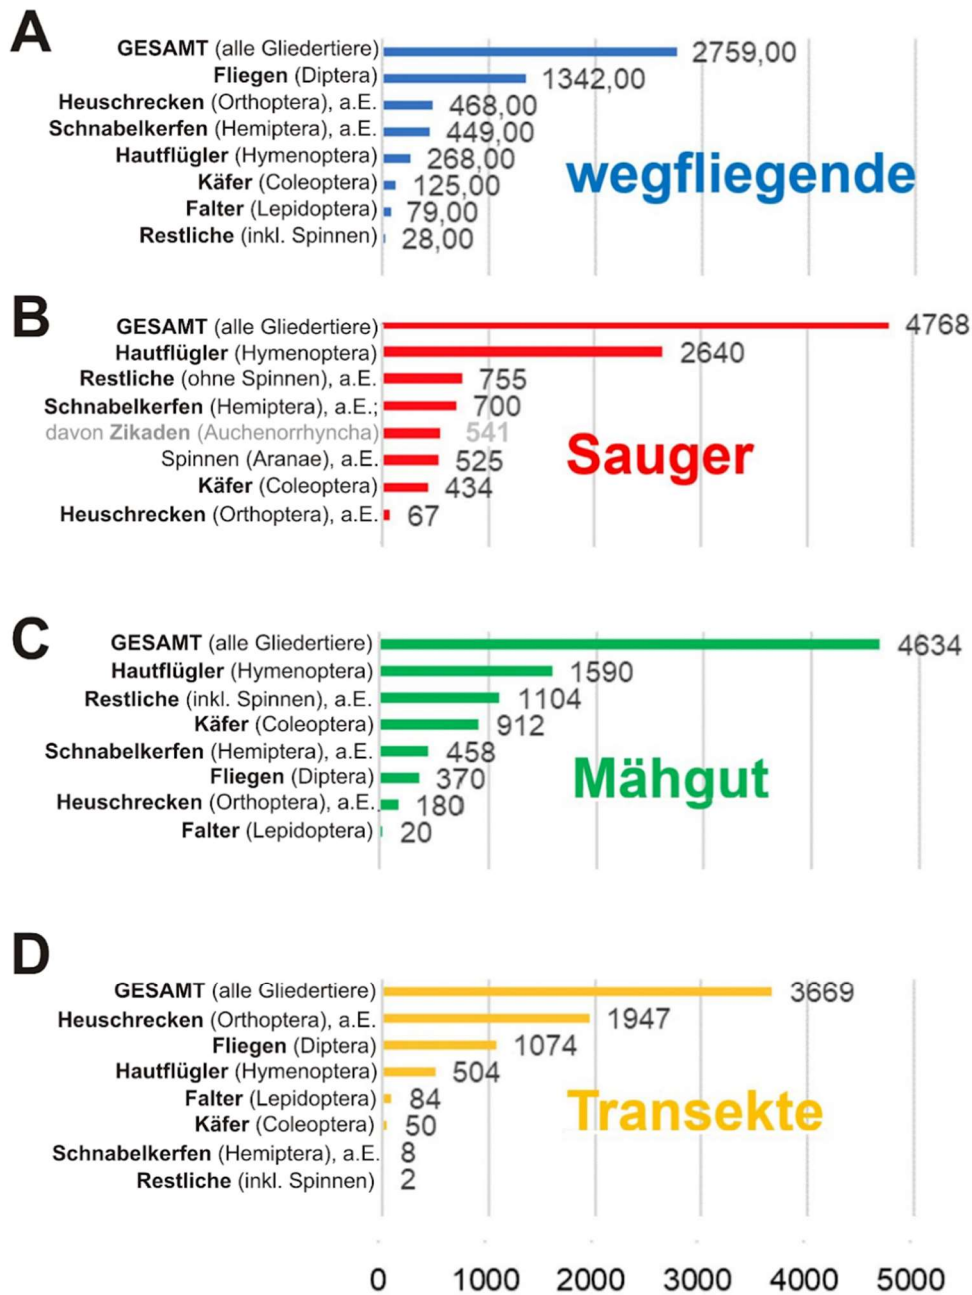 A
GESAMT (alle Gliedertiere) 2759,00
Fliegen (Diptera) 1342,00
Heuschrecken (Orthoptera), a.E. 468,00
Schnabelkerfen (Hemiptera), a.E. 449,00
Hautflügler (Hymenoptera) 268,00
Käfer (Coleoptera) 125,00
Falter (Lepidoptera) 79,00
Restliche (inkl. Spinnen) 28,00
wegfliegende
B
GESAMT (alle Gliedertiere) 4768
Hautflügler (Hymenoptera) 2640
Restliche (ohne Spinnen), a.E. 755
Schnabelkerfen (Hemiptera), a.E.; 700
davon Zikaden (Auchenorrhyncha) 541
Spinnen (Aranae), a.E. 525
Käfer (Coleoptera) 434
Heuschrecken (Orthoptera), a.E. 67
Sauger
C
GESAMT (alle Gliedertiere) 4634
Hautflügler (Hymenoptera) 1590
Restliche (inkl. Spinnen), a.E. 1104
Käfer (Coleoptera) 912
Schnabelkerfen (Hemiptera), a.E. 458
Fliegen (Diptera) 370
Heuschrecken (Orthoptera), a.E. 180
Falter (Lepidoptera) 20
Mähgut
D
GESAMT (alle Gliedertiere) 3669
Heuschrecken (Orthoptera), a.E. 1947
Fliegen (Diptera) 1074
Hautflügler (Hymenoptera) 504
Falter (Lepidoptera) 84
Käfer (Coleoptera) 50
Schnabelkerfen (Hemiptera), a.E. 8
Restliche (inkl. Spinnen) 2
Transekte
0 1000 2000 3000 4000 5000